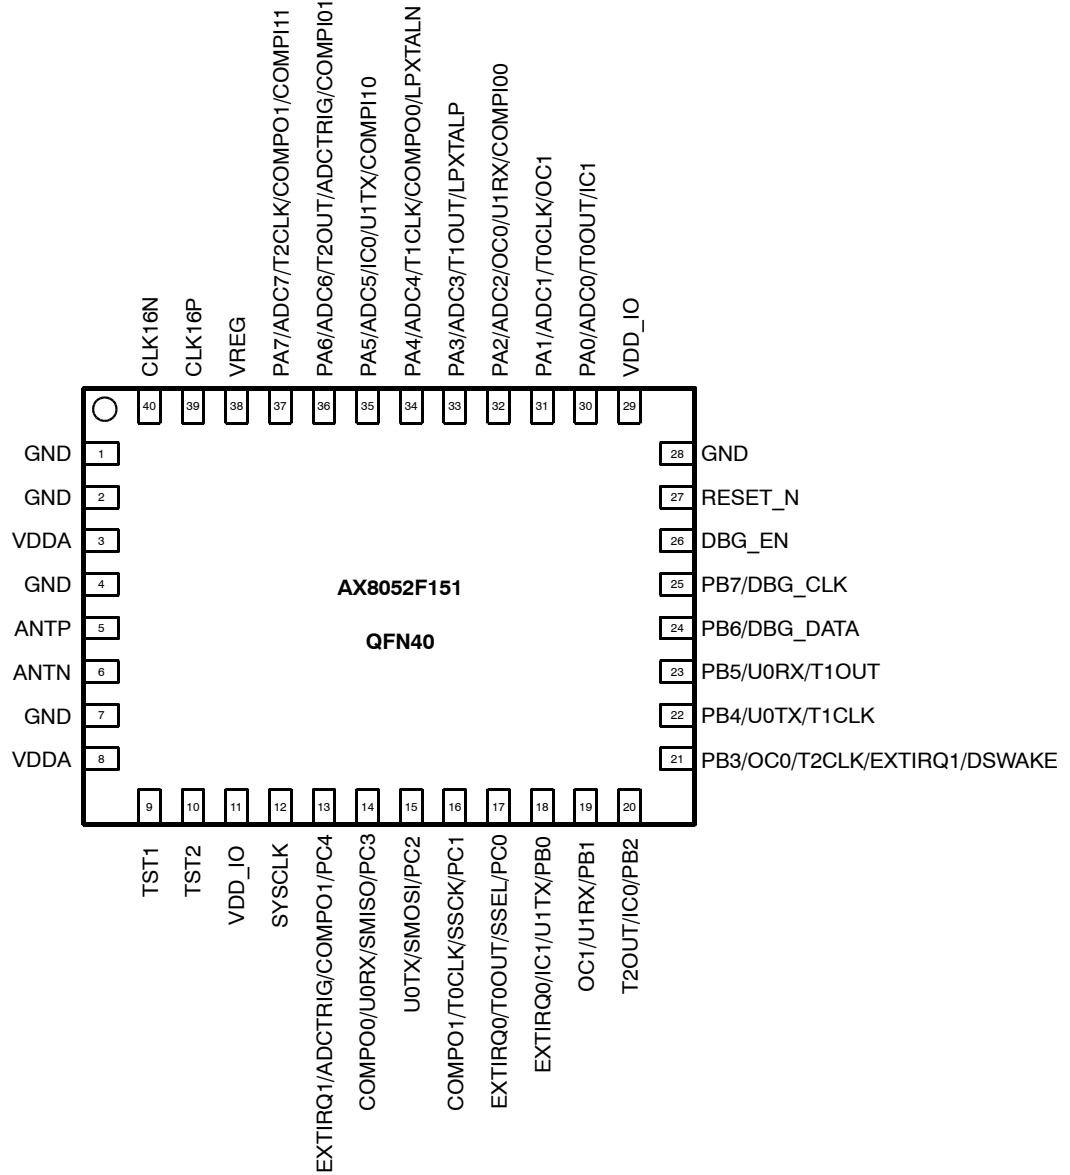 CLK16N
CLK16P
VREG
PA7/ADC7/T2CLK/COMPO1/COMPI11
PA6/ADC6/T2OUT/ADCTRIG/COMPI01
PA5/ADC5/IC0/U1TX/COMPI10
PA4/ADC4/T1CLK/COMPO0/LPXTALN
PA3/ADC3/T1OUT/LPXTALP
PA2/ADC2/OC0/U1RX/COMPI00
PA1/ADC1/T0CLK/OC1
PA0/ADC0/T0OUT/IC1
VDD_IO
40
39
38
37
36
35
34
33
32
31
30
29
GND
1
28
GND
GND
2
27
RESET_N
VDDA
3
26
DBG_EN
GND
4
25
PB7/DBG_CLK
ANTP
5
24
PB6/DBG_DATA
ANTN
6
23
PB5/U0RX/T1OUT
GND
7
22
PB4/U0TX/T1CLK
VDDA
8
21
PB3/OC0/T2CLK/EXTIRQ1/DSWAKE
AX8052F151
QFN40
9
10
11
12
13
14
15
16
17
18
19
20
TST1
TST2
VDD_IO
SYSCLK
EXTIRQ1/ADCTRIG/COMPO1/PC4
COMPO0/U0RX/SMISO/PC3
U0TX/SMOSI/PC2
COMPO1/T0CLK/SSCK/PC1
EXTIRQ0/T0OUT/SSEL/PC0
EXTIRQ0/IC1/U1TX/PB0
OC1/U1RX/PB1
T2OUT/IC0/PB2